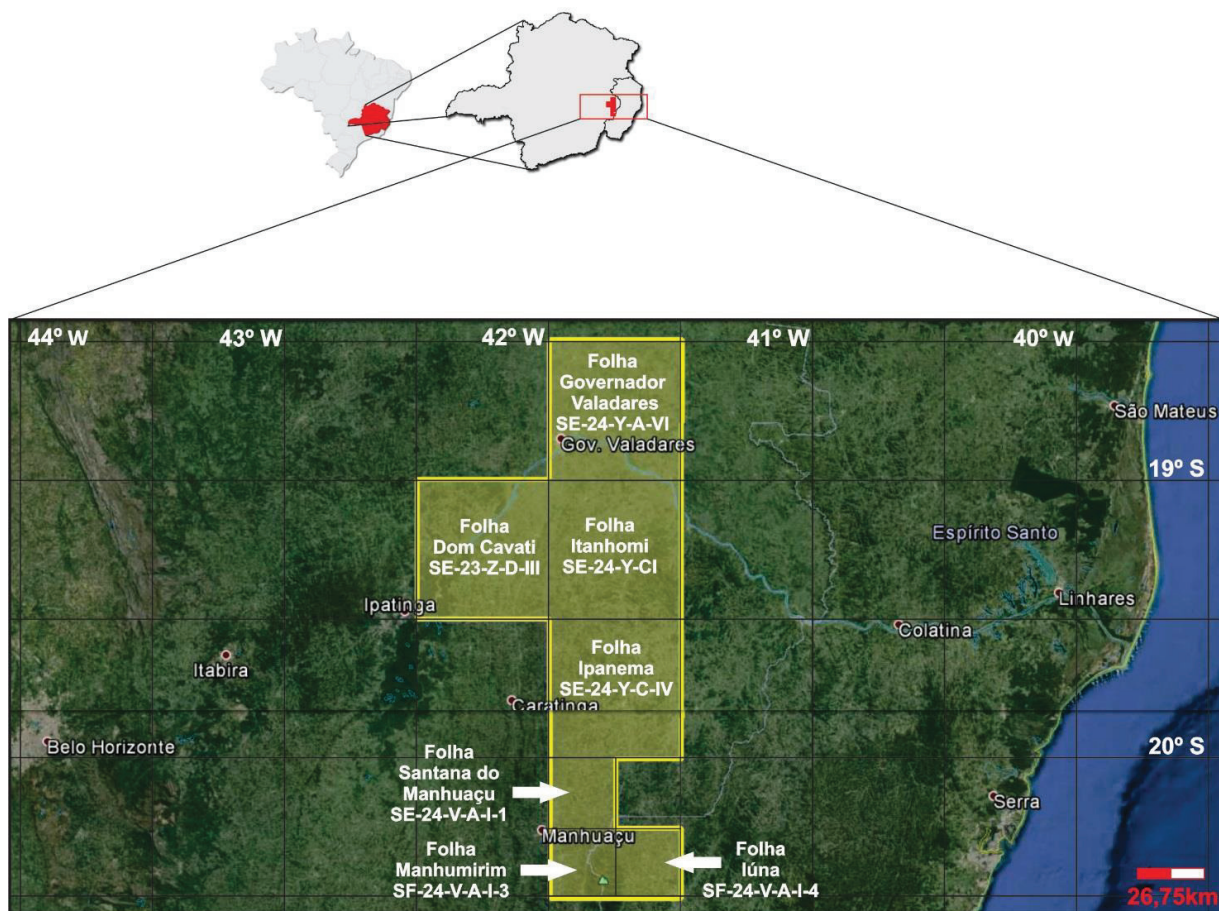 44º W
43º W
42º W
41º W
40º W
Folha
Governador
Valadares
SE-24-Y-A-VI
Gov. Valadares
São Mateus
19º S
Folha
Dom Cavati
SE-23-Z-D-III
Folha
Itanhomi
SE-24-Y-CI
Espírito Santo
Ipatinga
Linhares
Colatina
Folha
Ipanema
SE-24-Y-C-IV
Itabira
Caratinga
Belo Horizonte
20º S
Folha
Santana do
Manhuaçu
SE-24-V-A-I-1
Serra
Manhuaçu
Folha
Manhumirim
SF-24-V-A-I-3
Folha
Iúna
SF-24-V-A-I-4
26,75km